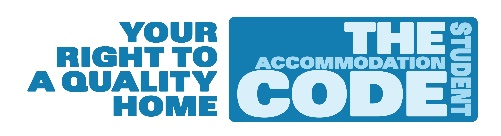 YOUR
RIGHT TO
A QUALITY
HOME
THE
STUDENT
ACCOMMODATION
CODE